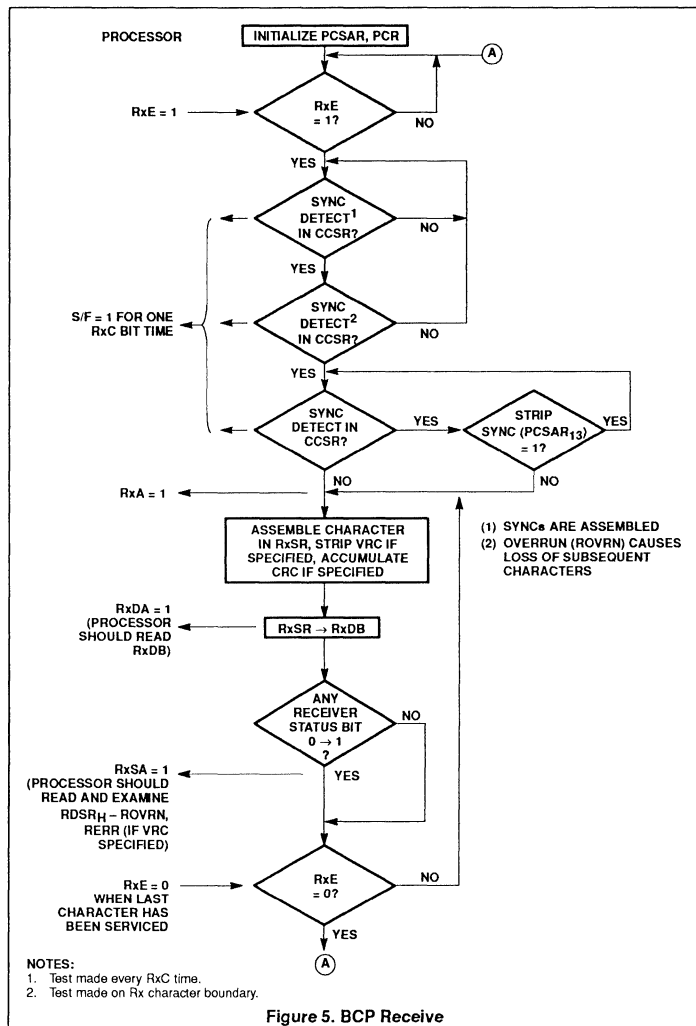 PROCESSOR
INITIALIZE PCSAR, PCR
A
RxE = 1
RxE
= 1?
NO
YES
SYNC
DETECT1
IN CCSR?
NO
YES
S/F = 1 FOR ONE
RxC BIT TIME
SYNC
DETECT2
IN CCSR?
NO
YES
SYNC
DETECT IN
CCSR?
YES
STRIP
SYNC (PCSAR13)
= 1?
YES
NO
NO
RxA = 1
ASSEMBLE CHARACTER
IN RxSR, STRIP VRC IF
SPECIFIED, ACCUMULATE
CRC IF SPECIFIED
(1) SYNCs ARE ASSEMBLED
(2) OVERRUN (ROVRN) CAUSES
LOSS OF SUBSEQUENT
CHARACTERS
RxDA = 1
(PROCESSOR
SHOULD READ
RxDB)
RxSR → RxDB
ANY
RECEIVER
STATUS BIT
0 → 1
?
NO
YES
RxSA = 1
(PROCESSOR SHOULD
READ AND EXAMINE
RDSRH – ROVRN,
RERR (IF VRC
SPECIFIED)
RxE = 0
WHEN LAST
CHARACTER HAS
BEEN SERVICED
RxE
= 0?
NO
YES
A
NOTES:
1. Test made every RxC time.
2. Test made on Rx character boundary.
Figure 5. BCP Receive